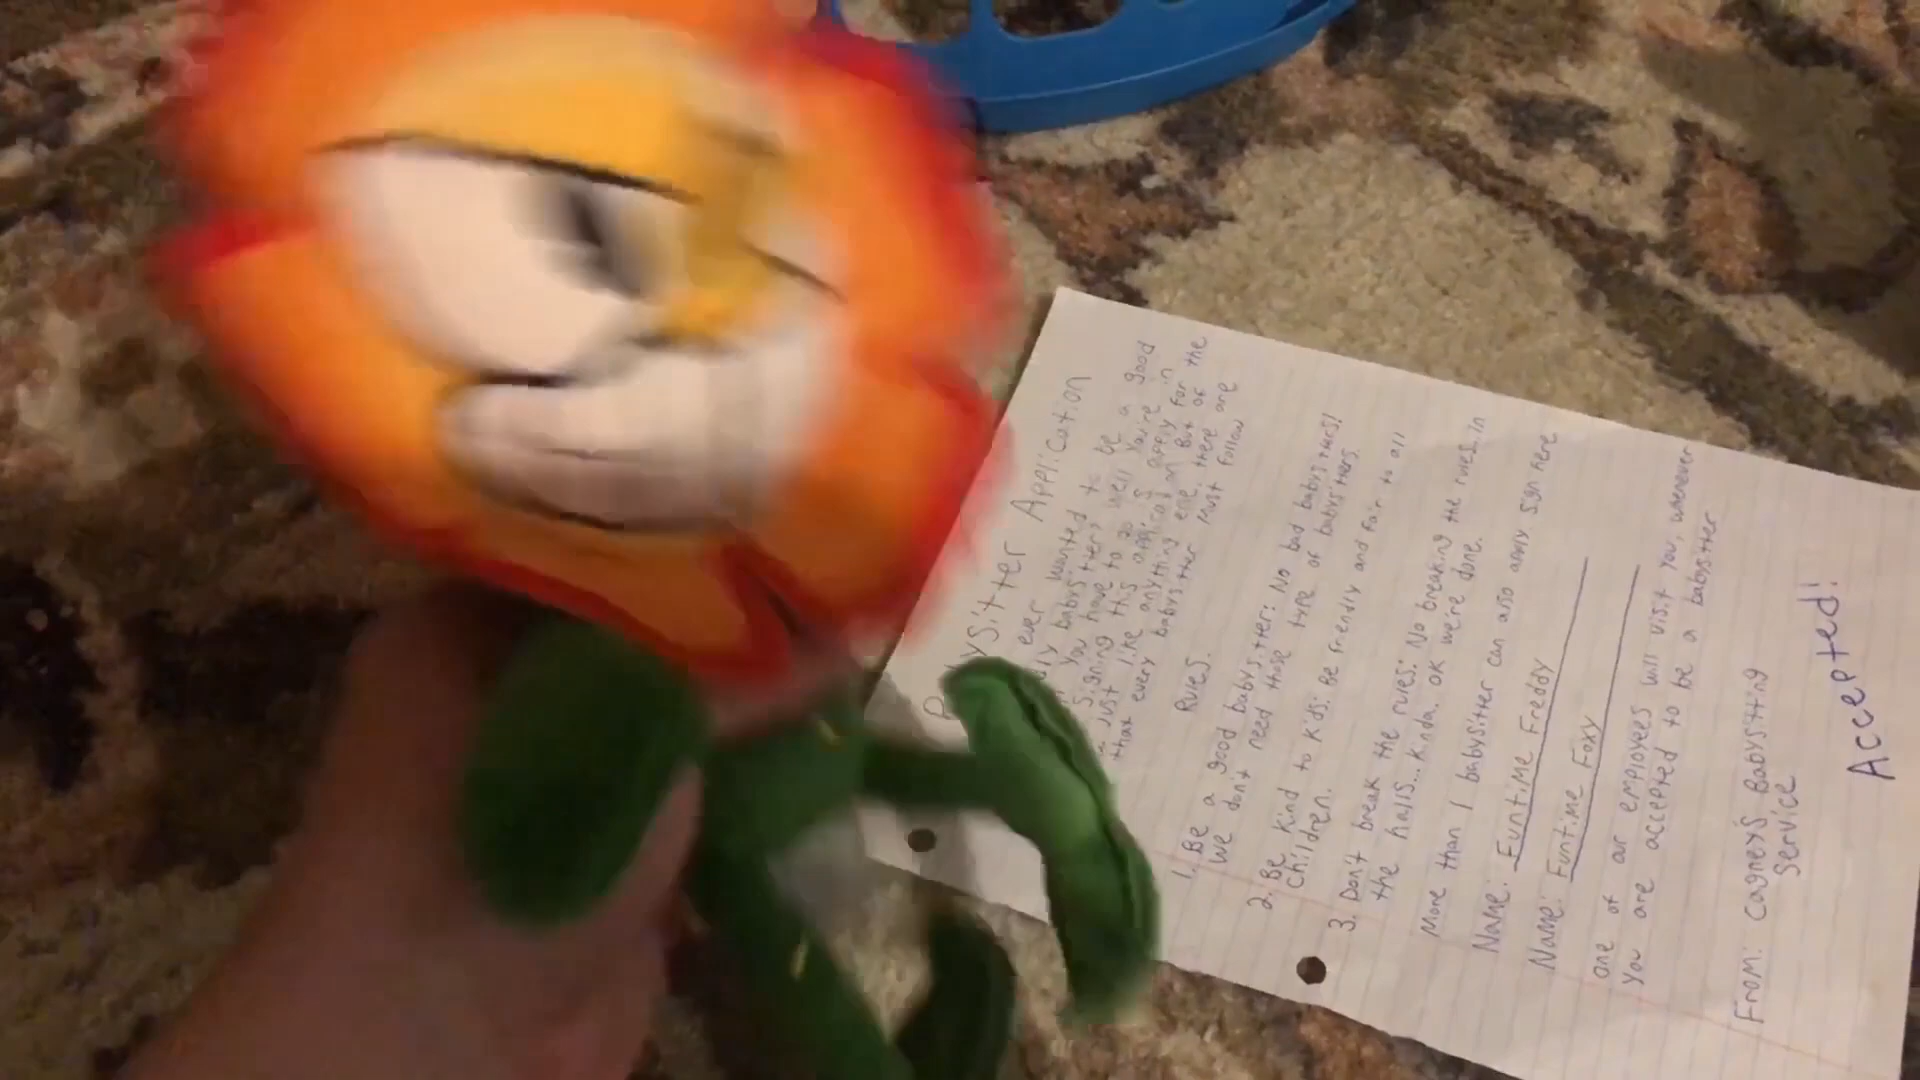 Babysitter Application
ever wanted to be a good
you babysitter, well you're in
Signing have to do
Just like this application apply for the
that every anything else. But of
babysitter must follow
there are
Rules.
1. Be a good babysitter: No bad babysitters!
We don't need those type of babysitters.
2. Be kind to kids: Be friendly and fair to all
children.
3. Don't break the rules: No breaking the rules in
the halls... kinda. OK we're done.
More than 1 babysitter can also apply sign here
Name: Funtime Freddy
Name: Funtime Foxy
one of our employees will visit you, whenever
you are accepted to be a babysitter
From: Cagney's Babysitting
Service
Accepted!